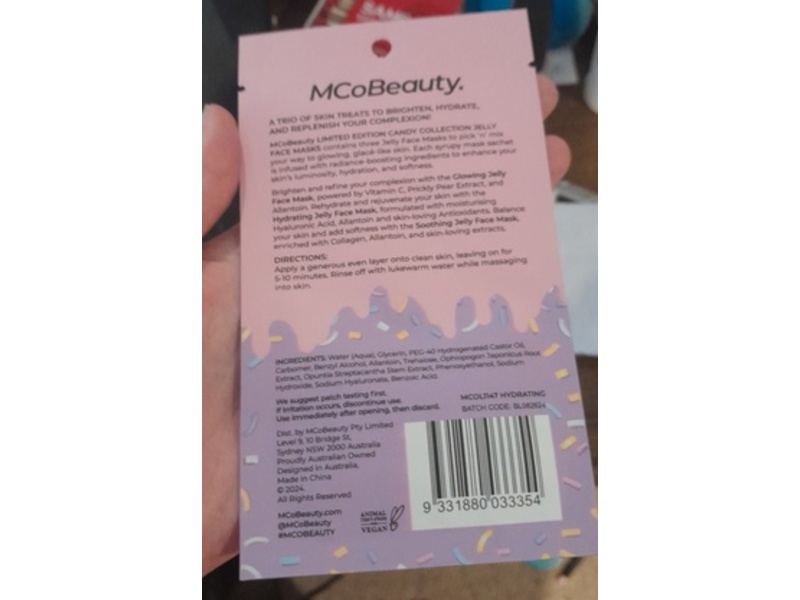 MCoBeauty.
A TRIO OF SKIN TREATS TO BRIGHTEN, HYDRATE,
AND REPLENISH YOUR COMPLEXION!
MCoBeauty LIMITED EDITION CANDY COLLECTION JELLY
FACE MASKS contains three Jelly Face Masks to pick 'n' mix
your way to glowing, glacé-like skin. Each syrupy mask sachet
is infused with radiance-boosting ingredients to enhance your
skin's luminosity, hydration, and softness.
Brighten and refine your complexion with the Glowing Jelly
Face Mask, powered by Vitamin C, Prickly Pear Extract, and
Allantoin. Rehydrate and rejuvenate your skin with the
Hydrating Jelly Face Mask, formulated with moisturising
Hyaluronic Acid, Allantoin and skin-loving Antioxidants. Balance
your skin and add softness with the Soothing Jelly Face Mask,
enriched with Collagen, Allantoin, and skin-loving extracts.
DIRECTIONS:
Apply a generous even layer onto clean skin, leaving on for
5-10 minutes. Rinse off with lukewarm water while massaging
into skin.
INGREDIENTS: Water (Aqua), Glycerin, PEG-40 Hydrogenated Castor Oil,
Carbomer, Benzyl Alcohol, Allantoin, Trehalose, Ophiopogon Japonicus Root
Extract, Opuntia Streptacantha Stem Extract, Phenoxyethanol, Sodium
Hydroxide, Sodium Hyaluronate, Benzoic Acid.
We suggest patch testing first.
If irritation occurs, discontinue use.
Use immediately after opening, then discard.
MCOL1147 HYDRATING
BATCH CODE: BL082824
Dist. by MCoBeauty Pty Limited
Level 9, 10 Bridge St,
Sydney NSW 2000 Australia
Proudly Australian Owned
Designed in Australia,
Made in China
© 2024.
All Rights Reserved
MCoBeauty.com
@MCoBeauty
#MCOBEAUTY
ANIMAL
VEGAN
9 331880 033354